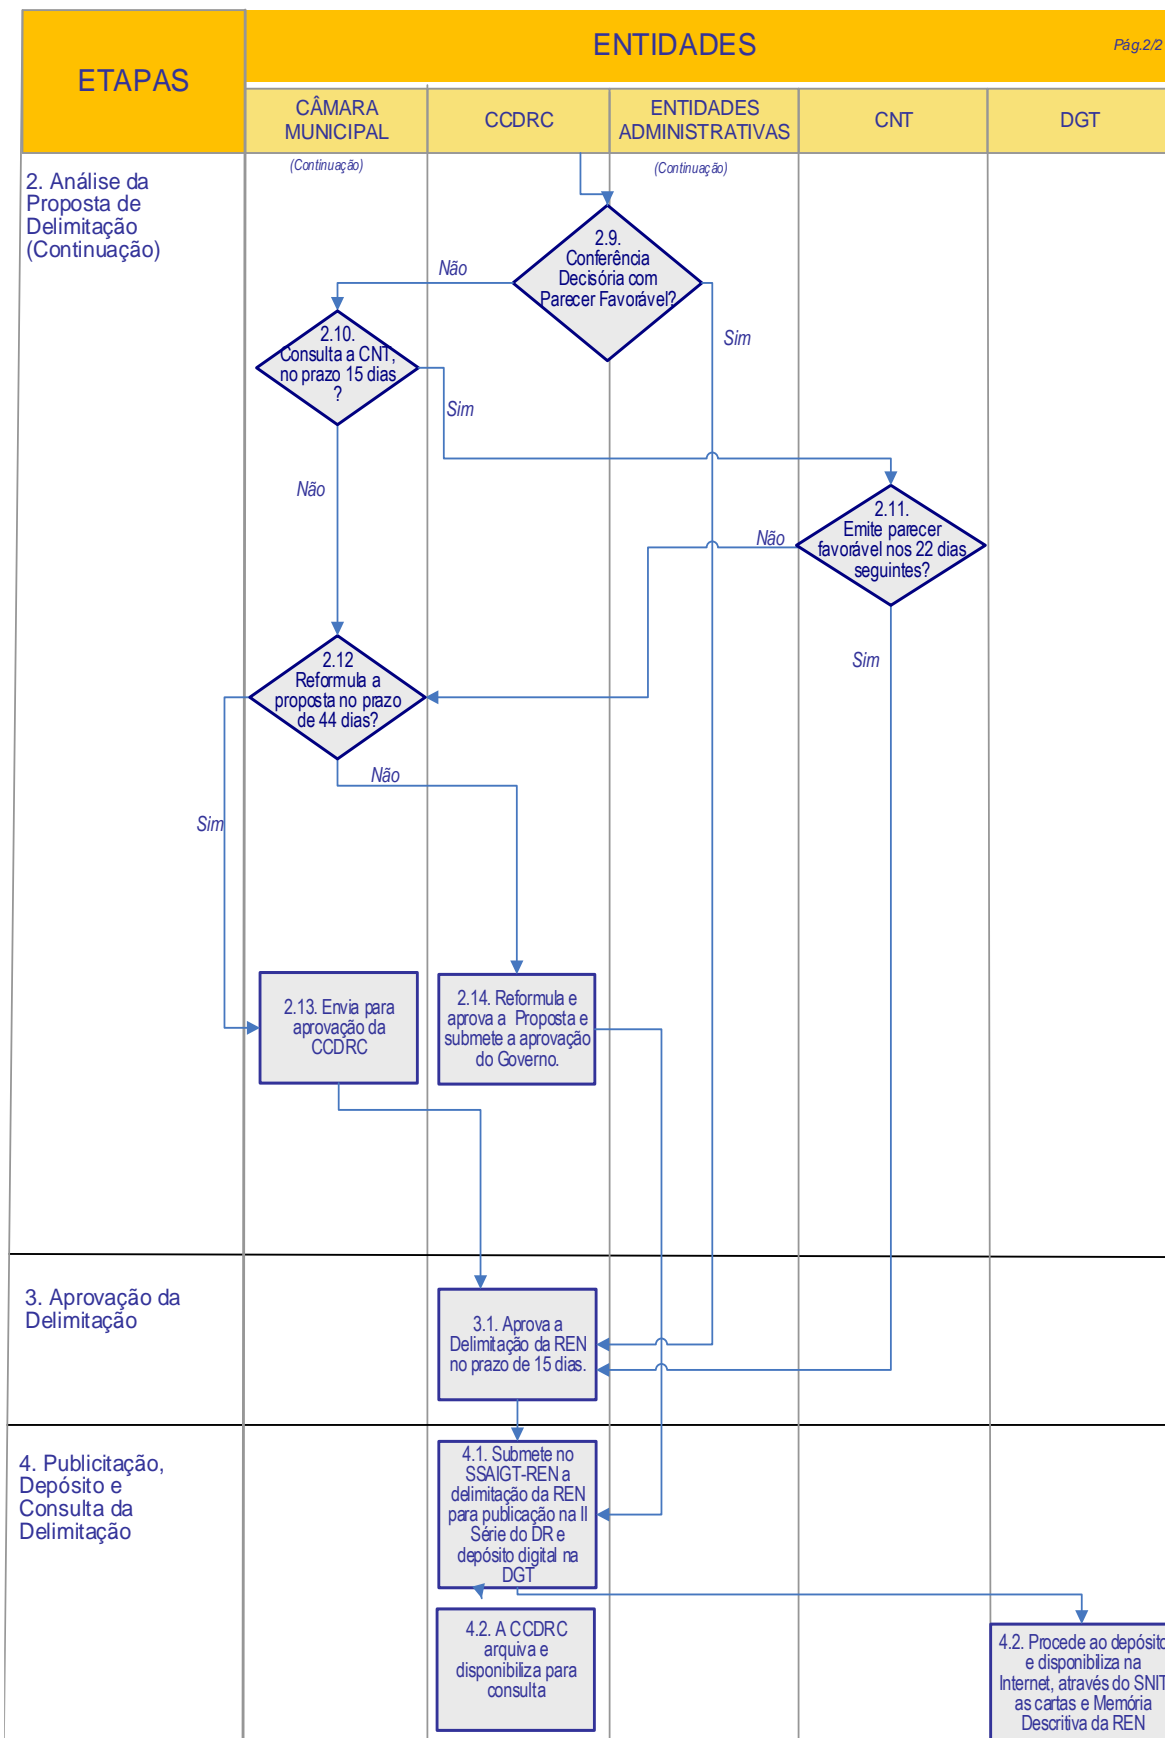 ETAPAS
ENTIDADES
Pág.2/2
CÂMARA
MUNICIPAL
CCDRC
ENTIDADES
ADMINISTRATIVAS
CNT
DGT
(Continuação)
(Continuação)
2. Análise da
Proposta de
Delimitação
(Continuação)
2.9.
Conferência
Decisória com
Parecer Favorável?
Não
Sim
2.10.
Consulta a CNT,
no prazo 15 dias
?
Sim
Não
2.11.
Emite parecer
favorável nos 22 dias
seguintes?
Não
Sim
2.12
Reformula a
proposta no prazo
de 44 dias?
Não
Sim
2.13. Envia para
aprovação da
CCDRC
2.14. Reformula e
aprova a Proposta e
submete a aprovação
do Governo.
3. Aprovação da
Delimitação
3.1. Aprova a
Delimitação da REN
no prazo de 15 dias.
4. Publicitação,
Depósito e
Consulta da
Delimitação
4.1. Submete no
SSAIGT-REN a
delimitação da REN
para publicação na II
Série do DR e
depósito digital na
DGT
4.2. A CCDRC
arquiva e
disponibiliza para
consulta
4.2. Procede ao depósito
e disponibiliza na
Internet, através do SNIT
as cartas e Memória
Descritiva da REN